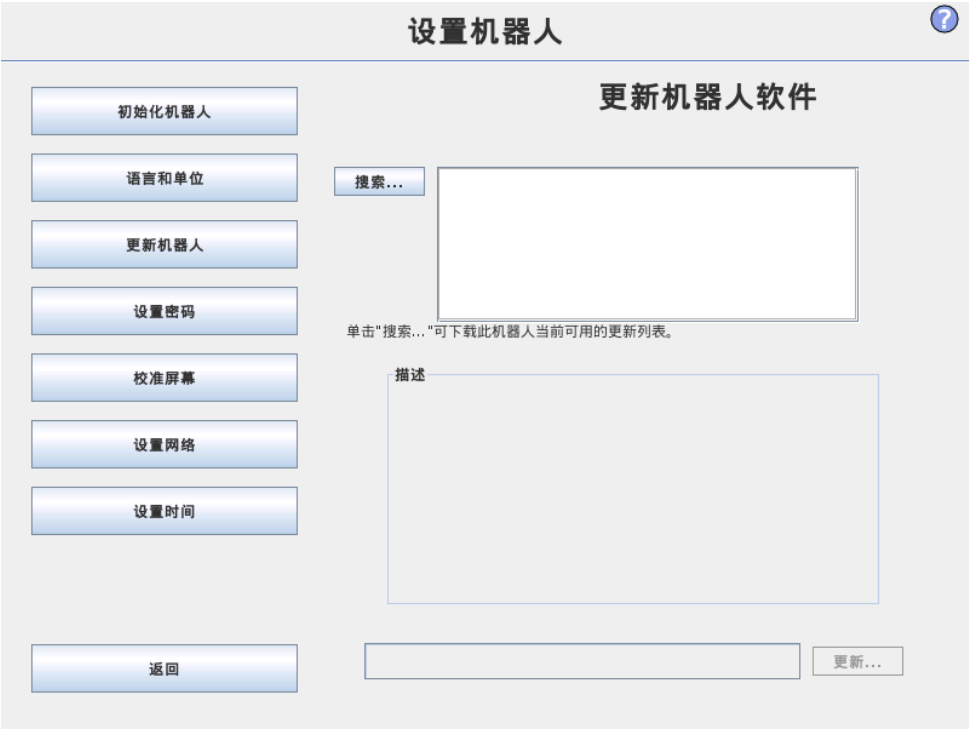 设置机器人
?
初始化机器人
更新机器人软件
语言和单位
搜索...
更新机器人
设置密码
单击"搜索..."可下载此机器人当前可用的更新列表。
校准屏幕
描述
设置网络
设置时间
返回
更新...